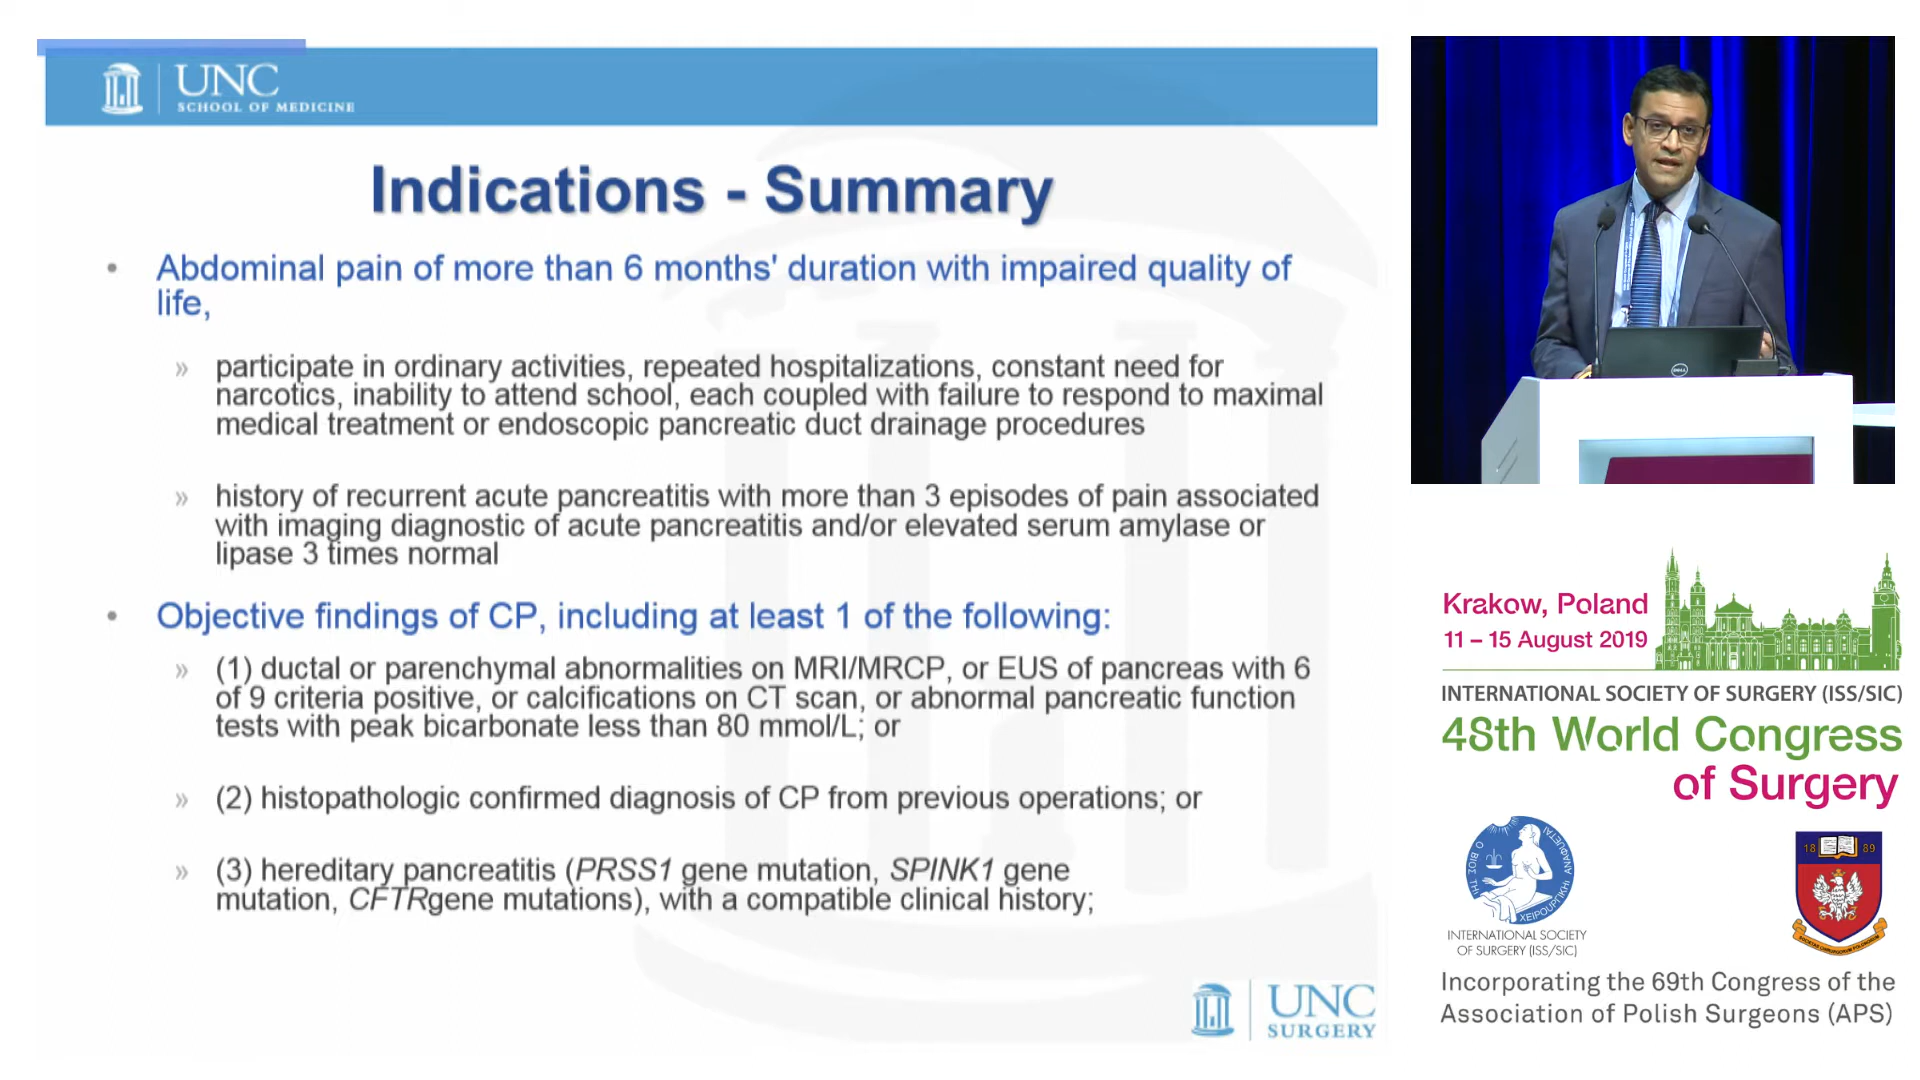 UNC
SCHOOL OF MEDICINE
Indications - Summary
• Abdominal pain of more than 6 months' duration with impaired quality of
life,
» participate in ordinary activities, repeated hospitalizations, constant need for
narcotics, inability to attend school, each coupled with failure to respond to maximal
medical treatment or endoscopic pancreatic duct drainage procedures
» history of recurrent acute pancreatitis with more than 3 episodes of pain associated
with imaging diagnostic of acute pancreatitis and/or elevated serum amylase or
lipase 3 times normal
• Objective findings of CP, including at least 1 of the following:
» (1) ductal or parenchymal abnormalities on MRI/MRCP, or EUS of pancreas with 6
of 9 criteria positive, or calcifications on CT scan, or abnormal pancreatic function
tests with peak bicarbonate less than 80 mmol/L; or
» (2) histopathologic confirmed diagnosis of CP from previous operations; or
» (3) hereditary pancreatitis (PRSS1 gene mutation, SPINK1 gene
mutation, CFTRgene mutations), with a compatible clinical history;
UNC
SURGERY
DELL
Krakow, Poland
11 – 15 August 2019
INTERNATIONAL SOCIETY OF SURGERY (ISS/SIC)
48th World Congress
of Surgery
Ο ΒΙΟΣ ΤΗΙ ΧΕΙΡΟΥΡΓΙΚΗΙ ΑΝΑΦΥΕΤΑΙ
INTERNATIONAL SOCIETY
OF SURGERY (ISS/SIC)
18 89
Incorporating the 69th Congress of the
Association of Polish Surgeons (APS)